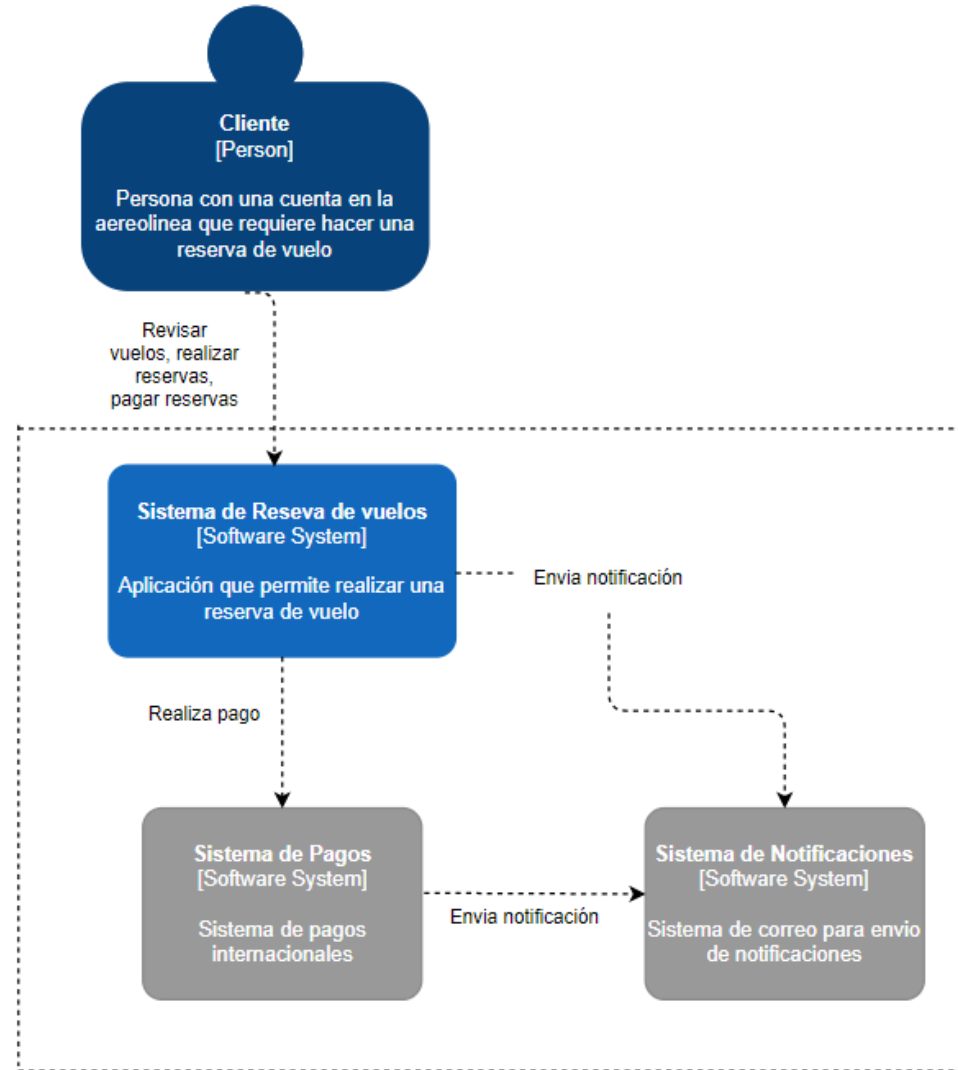 Cliente
[Person]
Persona con una cuenta en la
aereolinea que requiere hacer una
reserva de vuelo
Revisar
vuelos, realizar
reservas,
pagar reservas
Sistema de Reseva de vuelos
[Software System]
Aplicación que permite realizar una
reserva de vuelo
Envia notificación
Realiza pago
Sistema de Pagos
[Software System]
Sistema de pagos
internacionales
Envia notificación
Sistema de Notificaciones
[Software System]
Sistema de correo para envio
de notificaciones